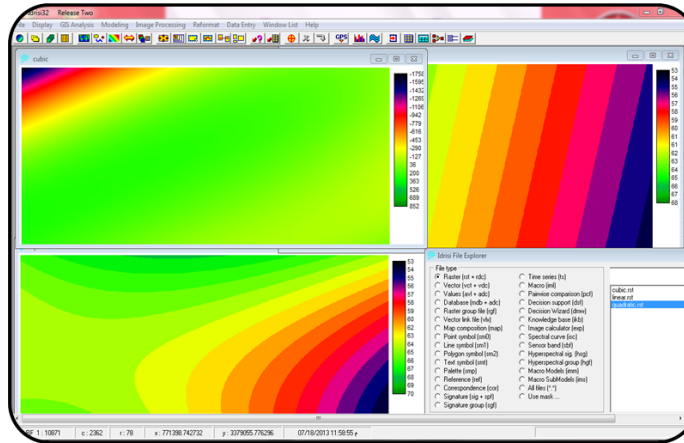 Idrisi32 Release Two
File Display GIS Analysis Modeling Image Processing Reformat Data Entry Window List Help
GPS
cubic
-1758
-1595
-1432
-1269
-1106
-942
-779
-616
-453
-290
-127
36
200
363
526
689
852
53
54
55
56
57
58
59
60
61
62
63
63
64
65
66
67
68
53
54
55
56
57
58
59
60
61
62
63
64
65
66
67
69
70
Idrisi File Explorer
File type
Raster (rst + rdc)
Vector (vct + vdc)
Values (avl + adc)
Database (mdb + adc)
Raster group file (rgf)
Vector link file (vlx)
Map composition (map)
Point symbol (sm0)
Line symbol (sm1)
Polygon symbol (sm2)
Text symbol (smt)
Palette (smp)
Reference (ref)
Correspondence (cor)
Signature (sig + spf)
Signature group (sgf)
Time series (ts)
Macro (iml)
Pairwise comparison (pcf)
Decision support (dsf)
Decision Wizard (dmw)
Knowledge base (ikb)
Image calculator (exp)
Spectral curve (isc)
Sensor band (sbf)
Hyperspectral sig. (hsg)
Hyperspectral group (hgf)
Macro Models (imm)
Macro SubModels (ims)
All files (*.*)
Use mask ...
cubic.rst
linear.rst
quadratic.rst
RF 1 : 10871 c : 2362 r : 78 x : 771398.742732 y : 3379055.776296 07/18/2013 11:58:55 م